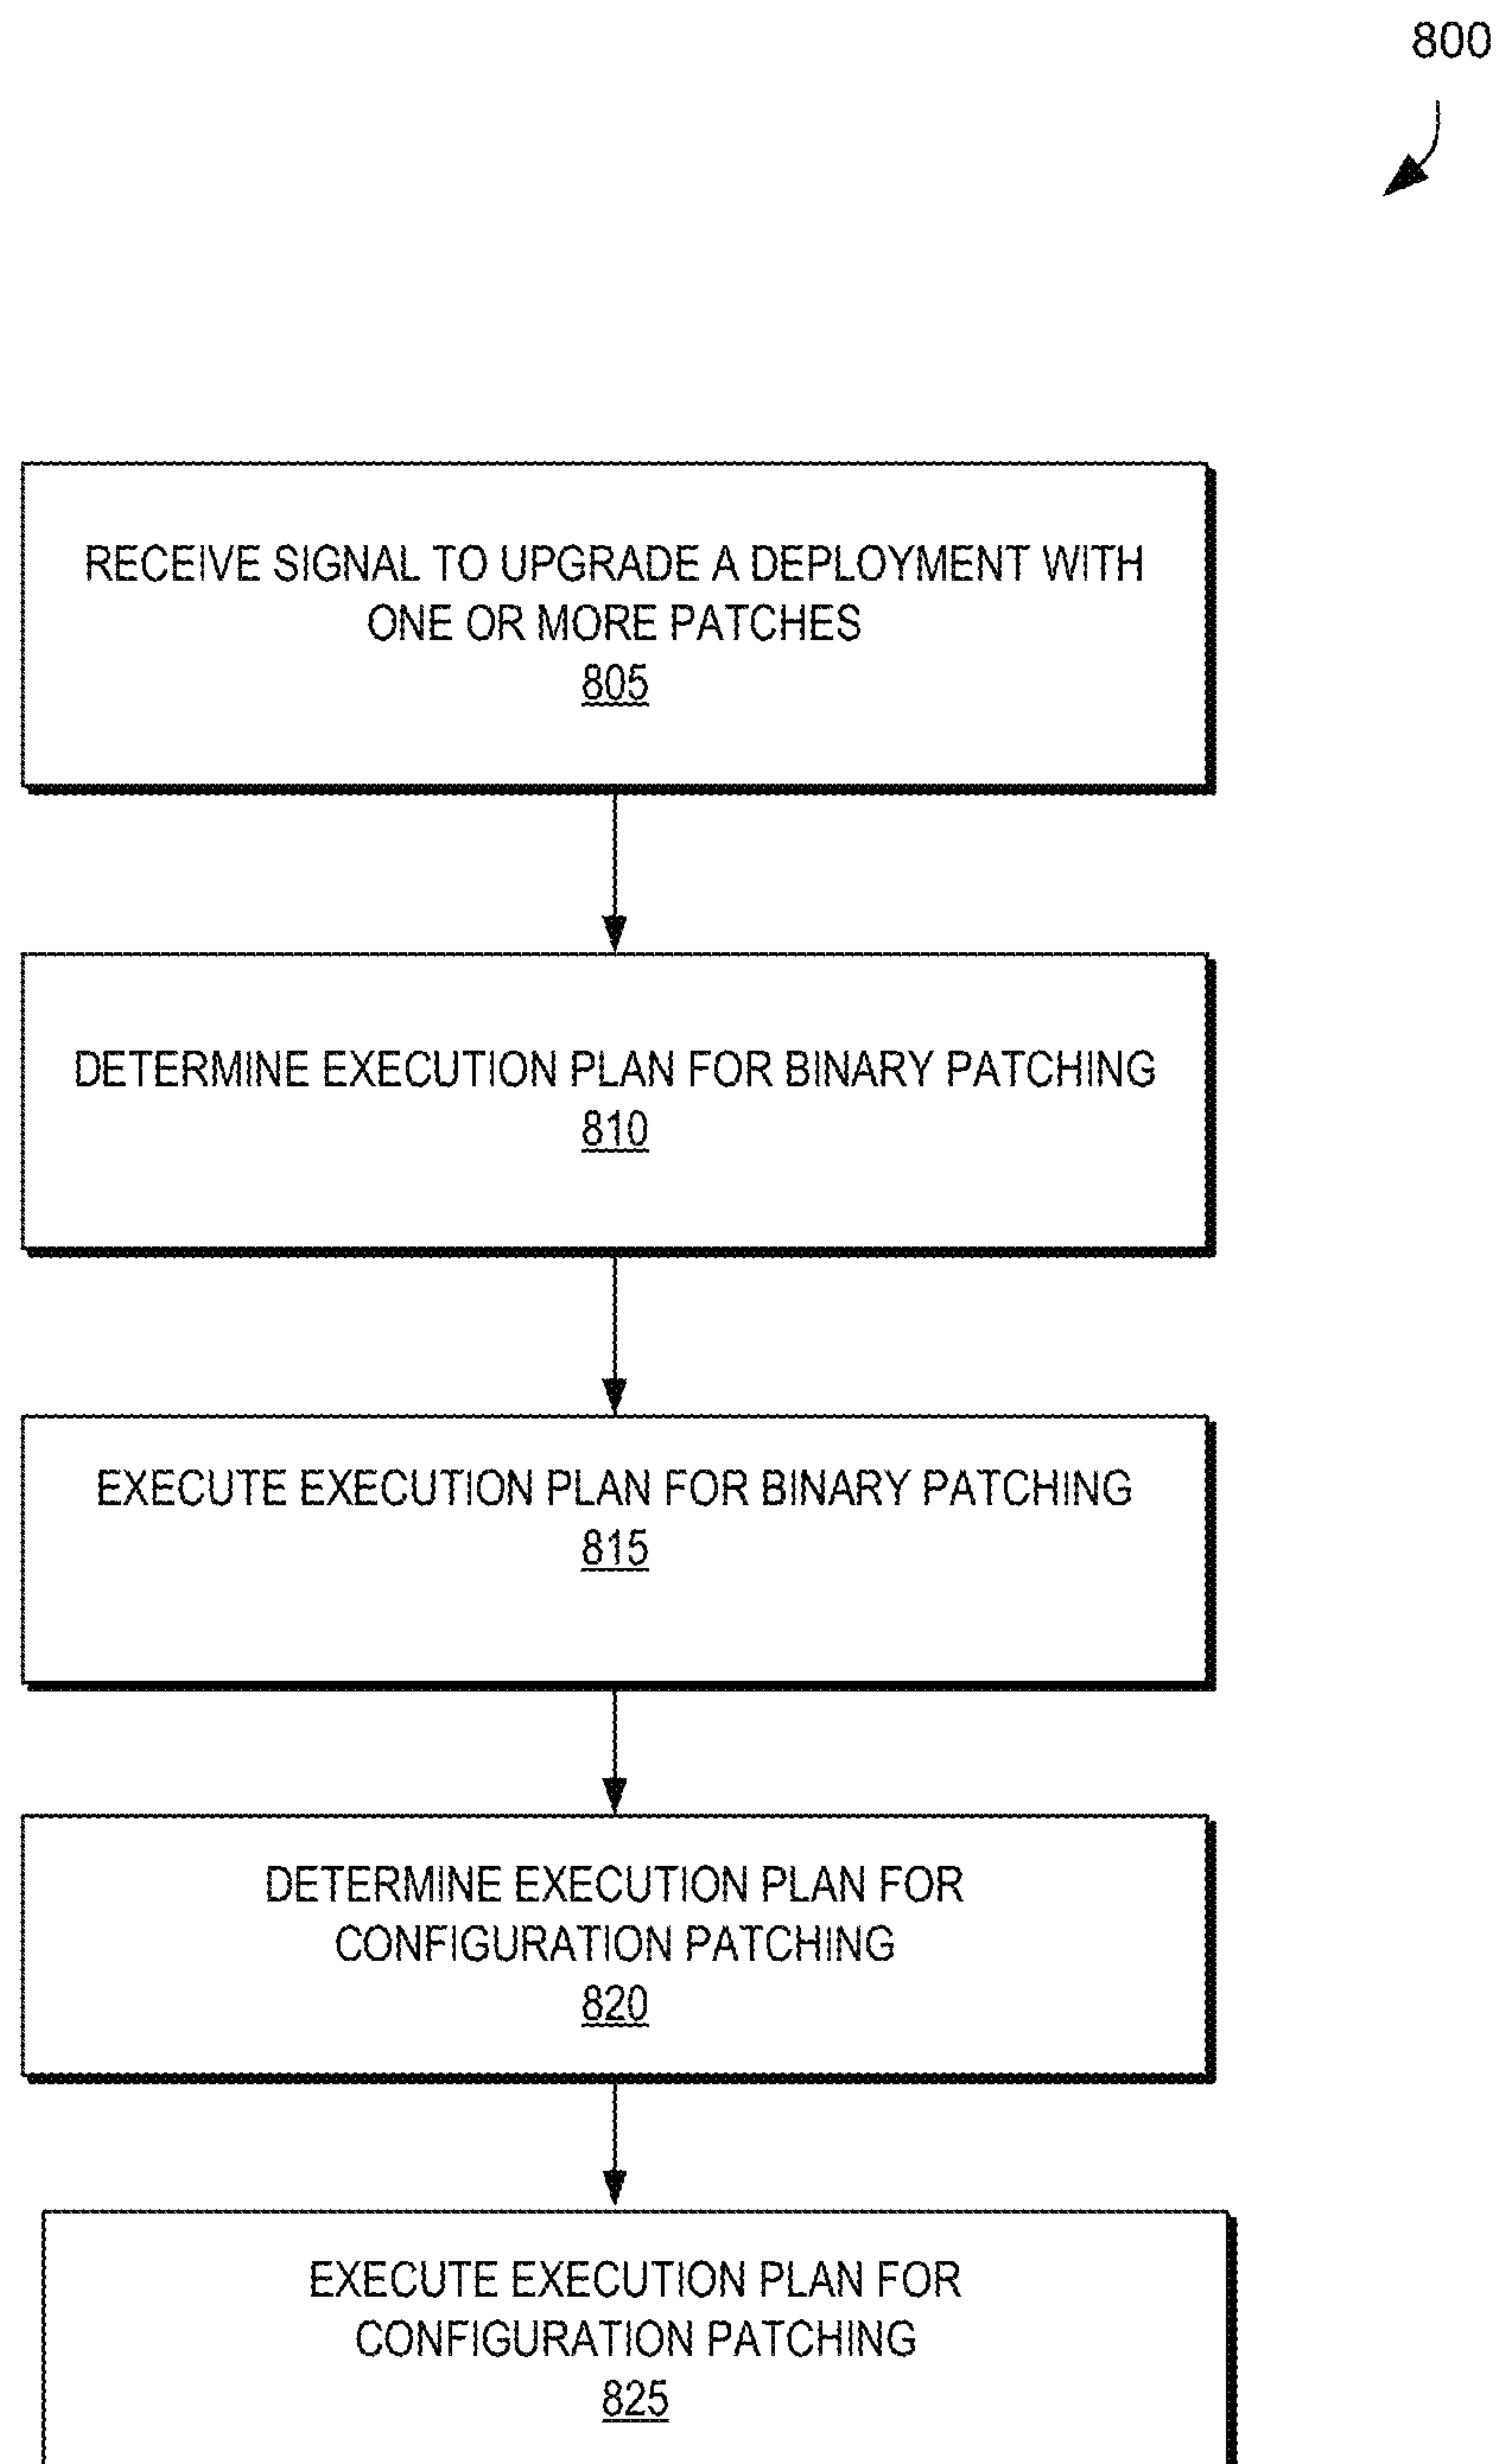 800
RECEIVE SIGNAL TO UPGRADE A DEPLOYMENT WITH
ONE OR MORE PATCHES
805
DETERMINE EXECUTION PLAN FOR BINARY PATCHING
810
EXECUTE EXECUTION PLAN FOR BINARY PATCHING
815
DETERMINE EXECUTION PLAN FOR
CONFIGURATION PATCHING
820
EXECUTE EXECUTION PLAN FOR
CONFIGURATION PATCHING
825